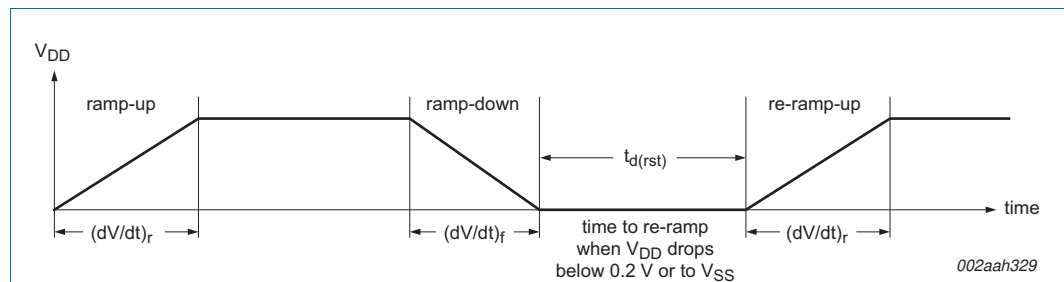 VDD
ramp-up
ramp-down
re-ramp-up
td(rst)
time
(dV/dt)r
(dV/dt)f
time to re-ramp
when VDD drops
below 0.2 V or to VSS
(dV/dt)r
002aah329